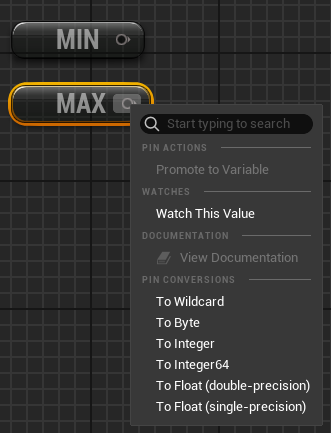 MIN
MAX
Start typing to search
PIN ACTIONS
Promote to Variable
WATCHES
Watch This Value
DOCUMENTATION
View Documentation
PIN CONVERSIONS
To Wildcard
To Byte
To Integer
To Integer64
To Float (double-precision)
To Float (single-precision)